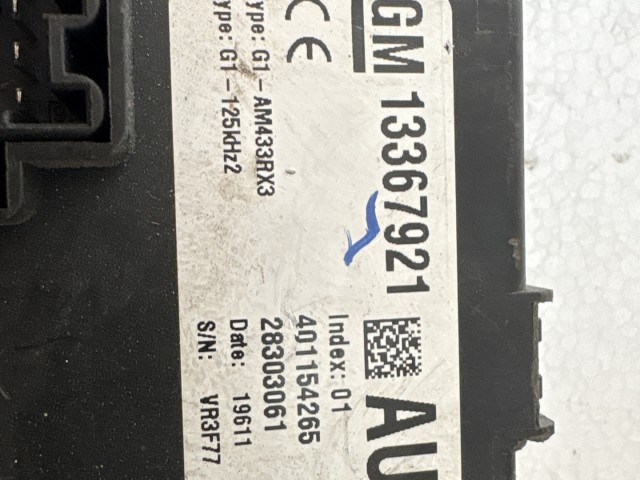 GM 13367921
AU
CE
Index: 01
401154265
28303061
Date: 19611
S/N: VR3F77
ype: G1-AM433RX3
ype: G1-125kHz2